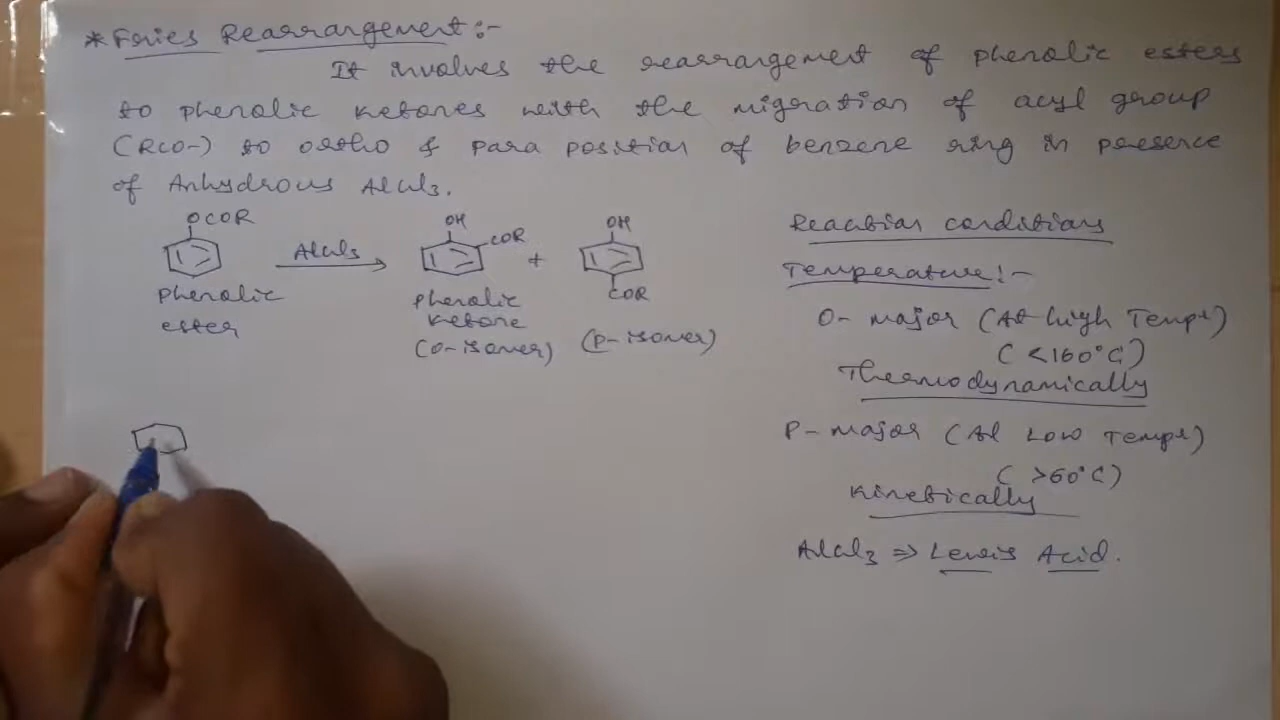 *Fries Rearrangement:-
It involves the rearrangement of phenolic esters
to phenolic ketones with the migration of acyl group
(RCO-) to ortho & para position of benzene ring in presence
of Anhydrous AlCl3.
OCOR
AlCl3
OH
COR
+
OH
COR
Phenolic
ester
Phenolic
ketone
(o-isomer)
(P-isomer)
Reaction conditions
Temperature:-
O- major (At high Tempr)
( <160°C)
Thermodynamically
P- major (At Low Tempr)
( >60°C)
Kinetically
AlCl3 ⇒ Lewis Acid.